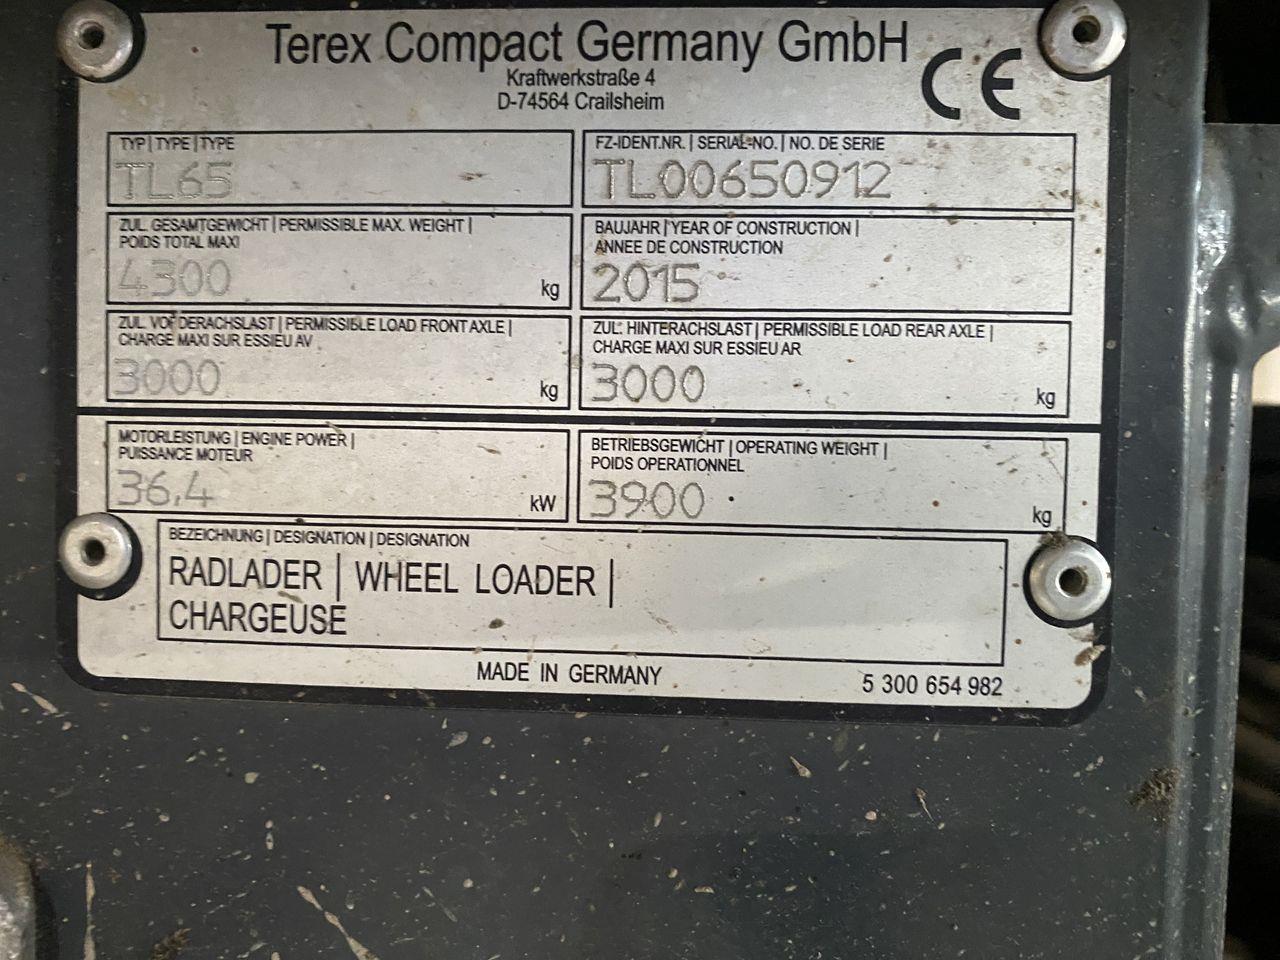 Terex Compact Germany GmbH
Kraftwerkstraße 4
D-74564 Crailsheim
CE
TYP | TYPE | TYPE
TL65
FZ-IDENT.NR. | SERIAL-NO. | NO. DE SERIE
TL00650912
ZUL. GESAMTGEWICHT | PERMISSIBLE MAX. WEIGHT |
POIDS TOTAL MAXI
4300 kg
BAUJAHR | YEAR OF CONSTRUCTION |
ANNEE DE CONSTRUCTION
2015
ZUL. VORDERACHSLAST | PERMISSIBLE LOAD FRONT AXLE |
CHARGE MAXI SUR ESSIEU AV
3000 kg
ZUL. HINTERACHSLAST | PERMISSIBLE LOAD REAR AXLE |
CHARGE MAXI SUR ESSIEU AR
3000 kg
MOTORLEISTUNG | ENGINE POWER |
PUISSANCE MOTEUR
36,4 kW
BETRIEBSGEWICHT | OPERATING WEIGHT |
POIDS OPERATIONNEL
3900 kg
BEZEICHNUNG | DESIGNATION | DESIGNATION
RADLADER | WHEEL LOADER |
CHARGEUSE
MADE IN GERMANY
5 300 654 982